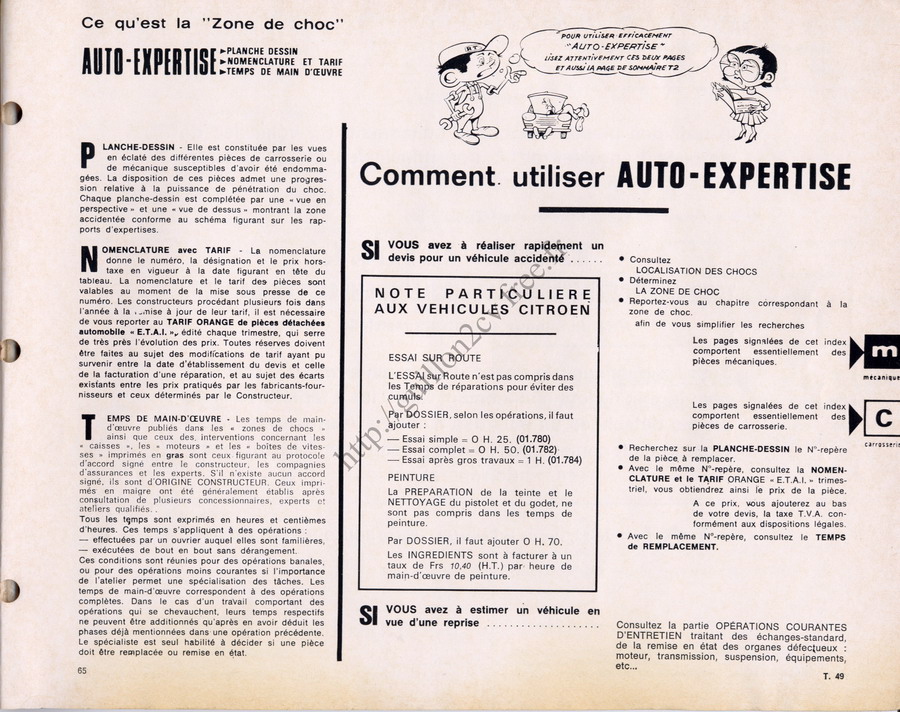 Ce qu'est la "Zone de choc"
AUTO-EXPERTISE
PLANCHE DESSIN
NOMENCLATURE ET TARIF
TEMPS DE MAIN D'ŒUVRE
PLANCHE-DESSIN - Elle est constituée par les vues
en éclaté des différentes pièces de carrosserie ou
de mécanique susceptibles d'avoir été endomma-
gées. La disposition de ces pièces admet une progres-
sion relative à la puissance de pénétration du choc.
Chaque planche-dessin est complétée par une « vue en
perspective » et une « vue de dessus » montrant la zone
accidentée conforme au schéma figurant sur les rap-
ports d'expertises.
NOMENCLATURE avec TARIF - La nomenclature
donne le numéro, la désignation et le prix hors-
taxe en vigueur à la date figurant en tête du
tableau. La nomenclature et le tarif des pièces sont
valables au moment de la mise sous presse de ce
numéro. Les constructeurs procédant plusieurs fois dans
l'année à la mise à jour de leur tarif, il est nécessaire
de vous reporter au TARIF ORANGE de pièces détachées
automobile « E.T.A.I. », édité chaque trimestre, qui serre
de très près l'évolution des prix. Toutes réserves doivent
être faites au sujet des modifications de tarif ayant pu
survenir entre la date d'établissement du devis et celle
de la facturation d'une réparation, et au sujet des écarts
existants entre les prix pratiqués par les fabricants-four-
nisseurs et ceux déterminés par le Constructeur.
TEMPS DE MAIN-D'ŒUVRE - Les temps de main-
d'œuvre publiés dans les « zones de chocs »
ainsi que ceux des interventions concernant les
« caisses », les « moteurs » et les « boîtes de vites-
ses » imprimés en gras sont ceux figurant au protocole
d'accord signé entre le constructeur, les compagnies
d'assurances et les experts. S'il n'existe aucun accord
signé, ils sont d'ORIGINE CONSTRUCTEUR. Ceux impri-
més en maigre ont été généralement établis après
consultation de plusieurs concessionnaires, experts et
ateliers qualifiés.
Tous les temps sont exprimés en heures et centièmes
d'heures. Ces temps s'appliquent à des opérations :
— effectuées par un ouvrier auquel elles sont familières,
— exécutées de bout en bout sans dérangement.
Ces conditions sont réunies pour des opérations banales,
ou pour des opérations moins courantes si l'importance
de l'atelier permet une spécialisation des tâches. Les
temps de main-d'œuvre correspondent à des opérations
complètes. Dans le cas d'un travail comportant des
opérations qui se chevauchent, leurs temps respectifs
ne peuvent être additionnés qu'après en avoir déduit les
phases déjà mentionnées dans une opération précédente.
Le spécialiste est seul habilité à décider si une pièce
doit être remplacée ou remise en état.
65
RT
POUR UTILISER EFFICACEMENT
"AUTO-EXPERTISE"
LISEZ ATTENTIVEMENT CES DEUX PAGES
ET AUSSI LA PAGE DE SOMMAIRE T2
Comment utiliser AUTO-EXPERTISE
SI VOUS avez à réaliser rapidement un
devis pour un véhicule accidenté ......
NOTE PARTICULIERE
AUX VEHICULES CITROEN
ESSAI SUR ROUTE
L'ESSAI sur Route n'est pas compris dans
les Temps de réparations pour éviter des
cumuls.
Par DOSSIER, selon les opérations, il faut
ajouter :
— Essai simple = O H. 25. (01.780)
— Essai complet = O H. 50. (01.782)
— Essai après gros travaux = 1 H. (01.784)
PEINTURE
La PREPARATION de la teinte et le
NETTOYAGE du pistolet et du godet, ne
sont pas compris dans les temps de
peinture.
Par DOSSIER, il faut ajouter O H. 70.
Les INGREDIENTS sont à facturer à un
taux de Frs 10,40 (H.T.) par heure de
main-d'œuvre de peinture.
SI VOUS avez à estimer un véhicule en
vue d'une reprise ....................
● Consultez
LOCALISATION DES CHOCS
● Déterminez
LA ZONE DE CHOC
● Reportez-vous au chapitre correspondant à la
zone de choc.
afin de vous simplifier les recherches
Les pages signalées de cet index
comportent essentiellement des
pièces mécaniques.
m
mécanique
Les pages signalées de cet index
comportent essentiellement des
pièces de carrosserie.
C
carrosserie
● Recherchez sur la PLANCHE-DESSIN le N°-repère
de la pièce à remplacer.
● Avec le même N°-repère, consultez la NOMEN-
CLATURE et le TARIF ORANGE « E.T.A.I. » trimes-
triel, vous obtiendrez ainsi le prix de la pièce.
A ce prix, vous ajouterez au bas
de votre devis, la taxe T.V.A. con-
formément aux dispositions légales.
● Avec le même N°-repère, consultez le TEMPS
de REMPLACEMENT.
Consultez la partie OPÉRATIONS COURANTES
D'ENTRETIEN traitant des échanges-standard,
de la remise en état des organes défectueux :
moteur, transmission, suspension, équipements,
etc...
T. 49
http://guillon2cv.free.fr